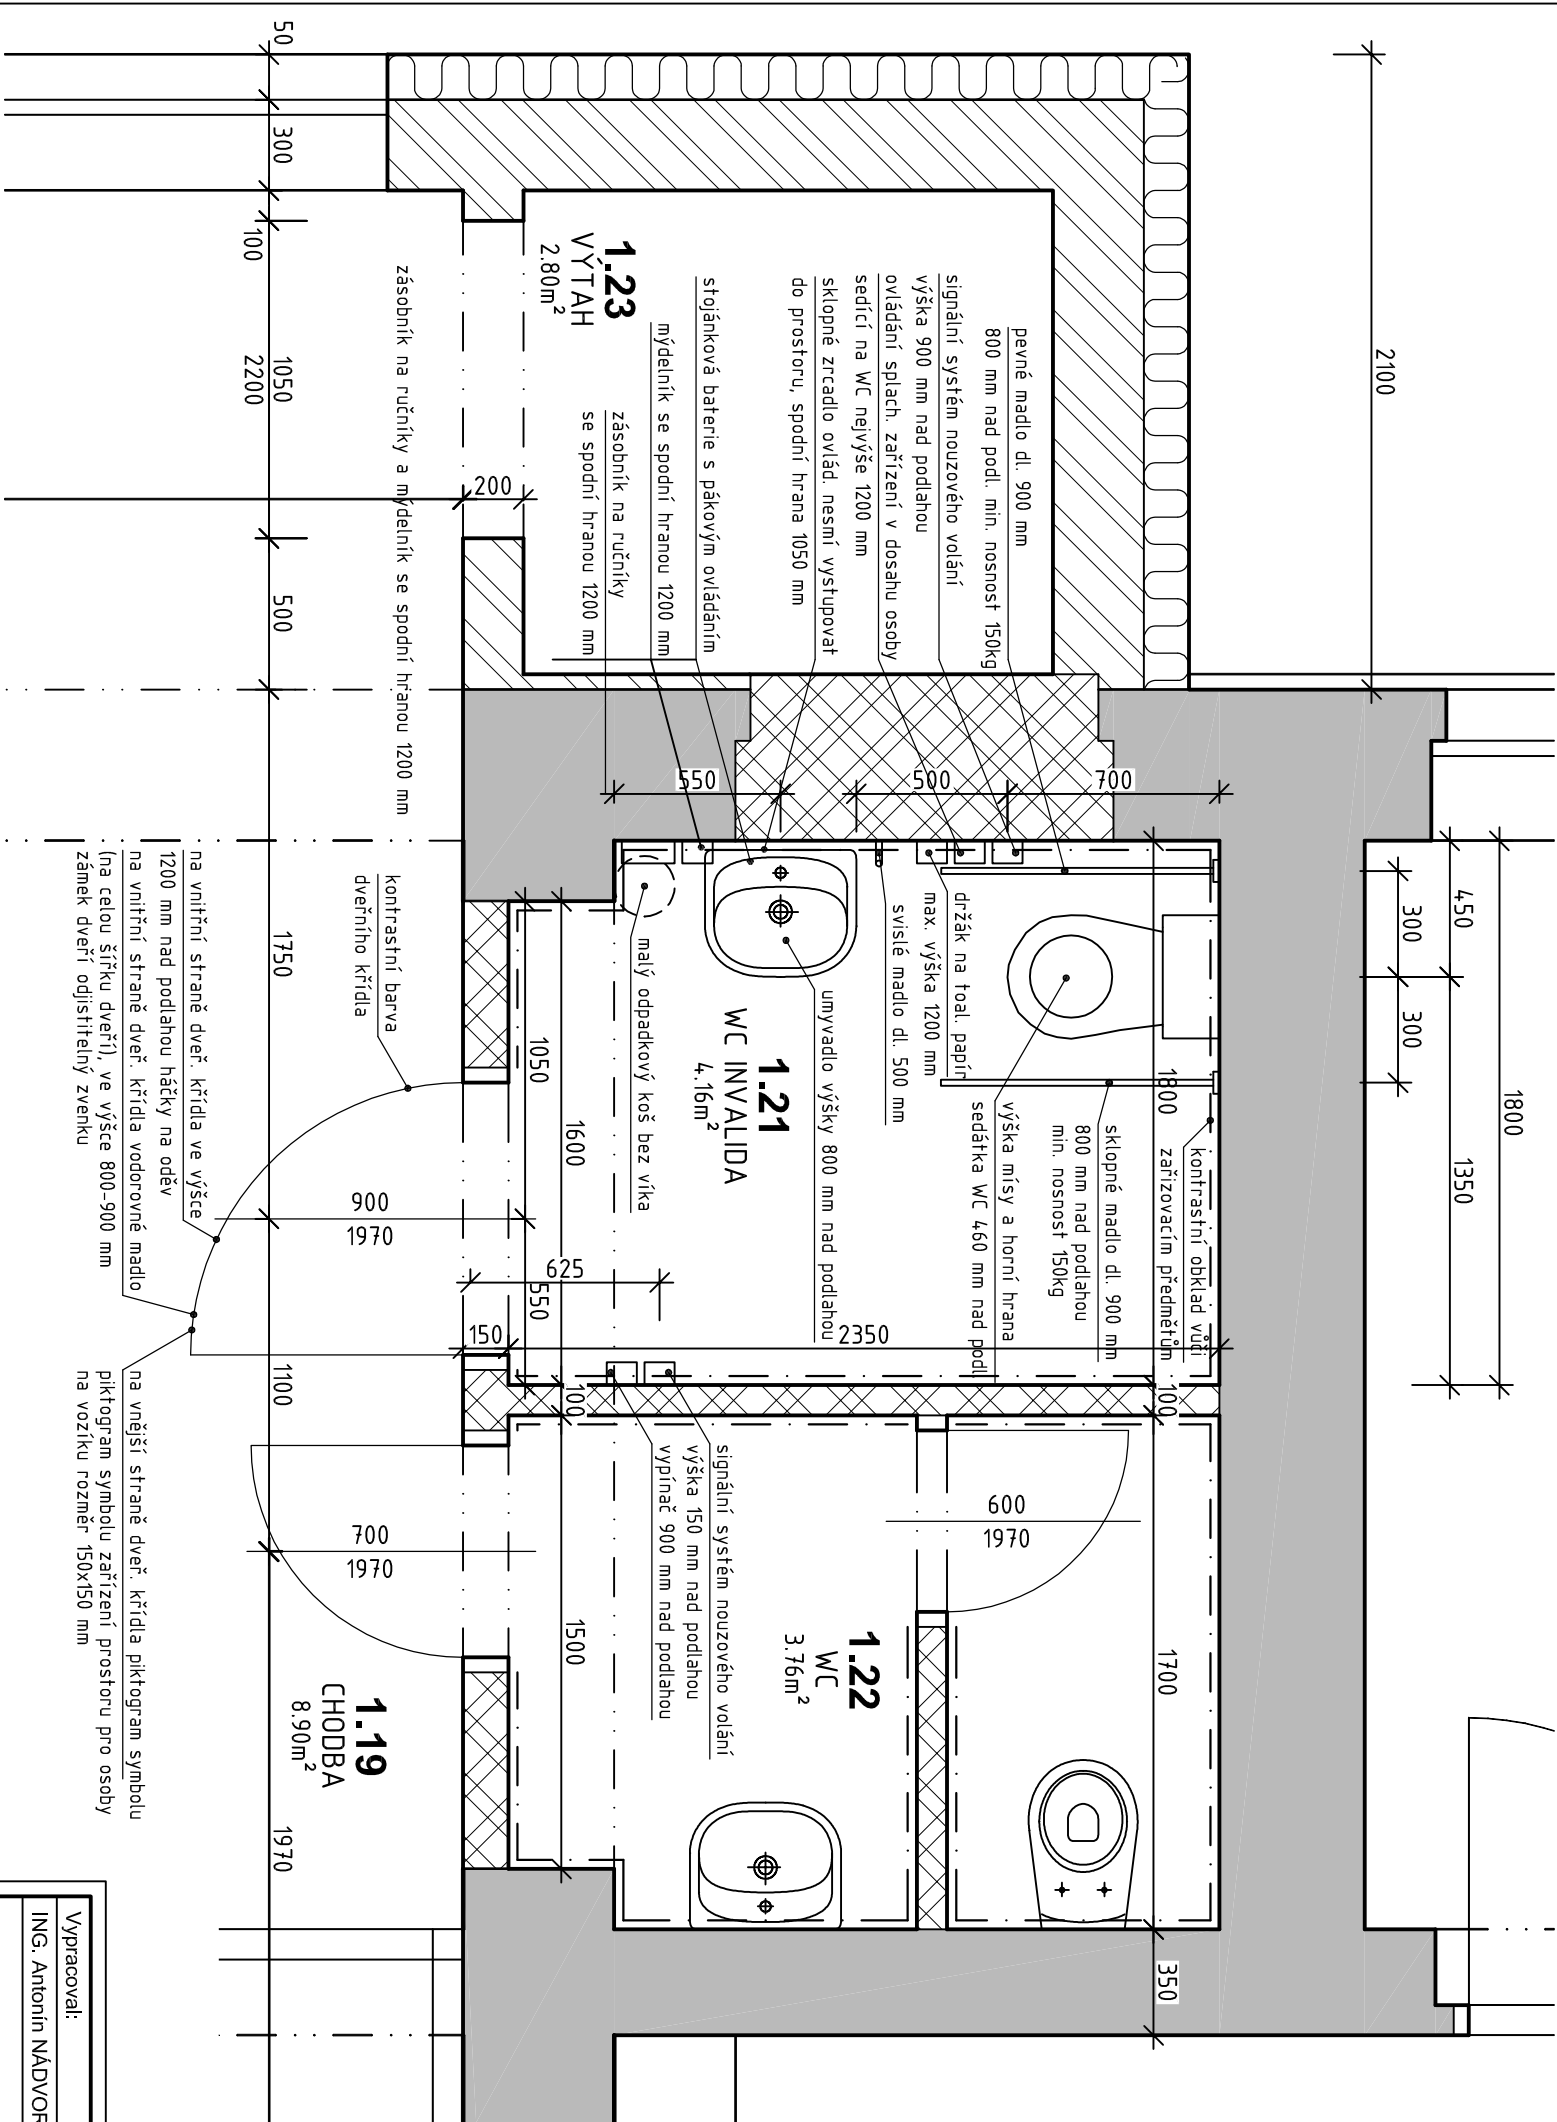 2100
1800
450
1350
300
300
50
300
100
1050
2200
500
1750
1100
1970
200
1.23
VÝTAH
2.80m²
pevné madlo dl. 900 mm
800 mm nad podl. min. nosnost 150kg
signální systém nouzového volání
výška 900 mm nad podlahou
ovládání splach. zařízení v dosahu osoby
sedící na WC nejvýše 1200 mm
sklopné zrcadlo ovlád. nesmí vystupovat
do prostoru, spodní hrana 1050 mm
stojánková baterie s pákovým ovládáním
mýdelník se spodní hranou 1200 mm
zásobník na ručníky
se spodní hranou 1200 mm
zásobník na ručníky a mýdelník se spodní hranou 1200 mm
550
500
700
držák na toal. papír
max. výška 1200 mm
svislé madlo dl. 500 mm
umyvadlo výšky 800 mm nad podlahou
malý odpadkový koš bez víka
1.21
WC INVALIDA
4.16m²
kontrastní obklad vůči
zařizovacím předmětům
sklopné madlo dl. 900 mm
800 mm nad podlahou
min. nosnost 150kg
výška mísy a horní hrana
sedátka WC 460 mm nad podl.
1800
100
1700
350
2350
150
1050
550
1600
100
1500
625
900
1970
700
1970
600
1970
kontrastní barva
dveřního křídla
na vnitřní straně dveř. křídla ve výšce
1200 mm nad podlahou háčky na oděv
na vnitřní straně dveř. křídla vodorovné madlo
(na celou šířku dveří), ve výšce 800-900 mm
zámek dveří odjistitelný zvenku
na vnější straně dveř. křídla piktogram symbolu
piktogram symbolu zařízení prostoru pro osoby
na vozíku rozměr 150x150 mm
signální systém nouzového volání
výška 150 mm nad podlahou
vypínač 900 mm nad podlahou
1.22
WC
3.76m²
1.19
CHODBA
8.90m²
Vypracoval:
ING. Antonín NÁDVOR